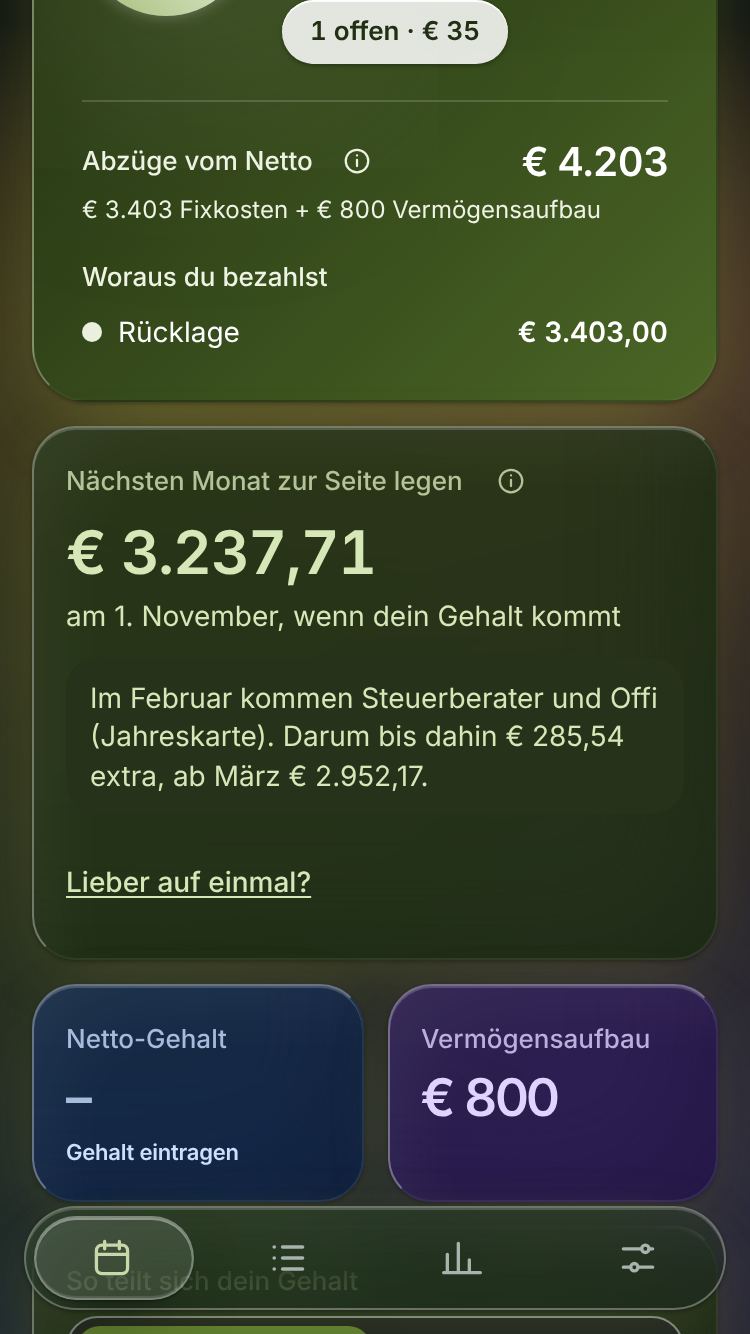 1 offen · € 35
Abzüge vom Netto
€ 4.203
€ 3.403 Fixkosten + € 800 Vermögensaufbau
Woraus du bezahlst
Rücklage
€ 3.403,00
Nächsten Monat zur Seite legen
€ 3.237,71
am 1. November, wenn dein Gehalt kommt
Im Februar kommen Steuerberater und Offi
(Jahreskarte). Darum bis dahin € 285,54
extra, ab März € 2.952,17.
Lieber auf einmal?
Netto-Gehalt
–
Gehalt eintragen
Vermögensaufbau
€ 800
So teilt sich dein Gehalt